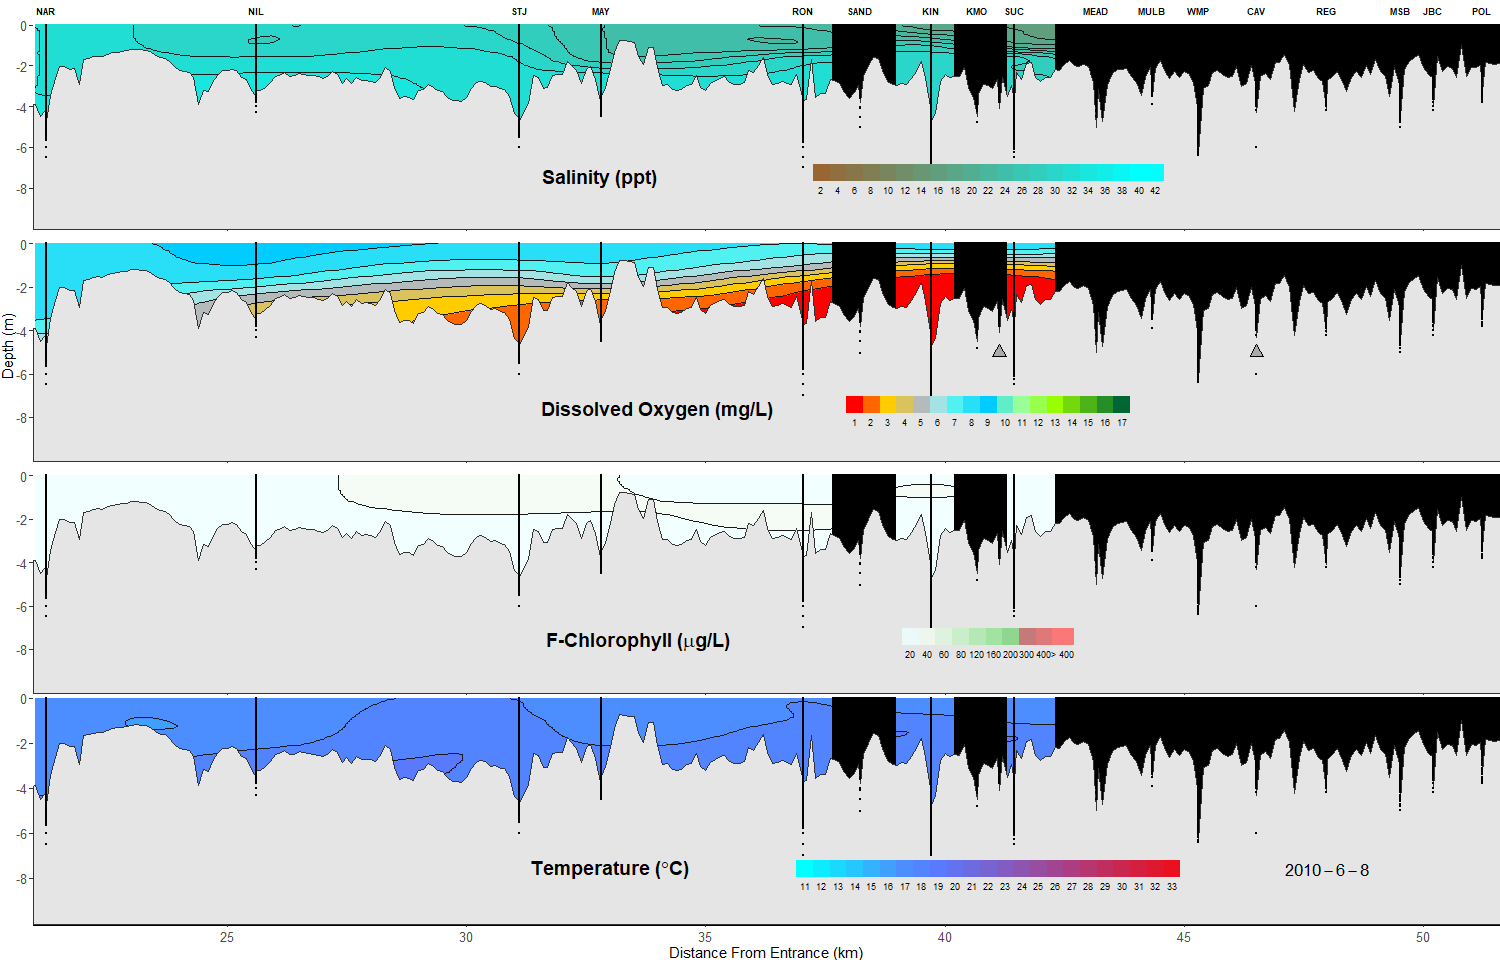 NAR NIL STJ MAY RON SAND KIN KMO SUC MEAD MULB WMP CAV REG MSB JBC POL
0
-2
-4
-6
-8
Salinity (ppt)
2 4 6 8 10 12 14 16 18 20 22 24 26 28 30 32 34 36 38 40 42
0
-2
-4
-6
-8
Depth (m)
Dissolved Oxygen (mg/L)
1 2 3 4 5 6 7 8 9 10 11 12 13 14 15 16 17
0
-2
-4
-6
-8
F-Chlorophyll (μg/L)
20 40 60 80 120 160 200 300 400> 400
0
-2
-4
-6
-8
Temperature (°C)
11 12 13 14 15 16 17 18 19 20 21 22 23 24 25 26 27 28 29 30 31 32 33
2010-6-8
25 30 35 40 45 50
Distance From Entrance (km)